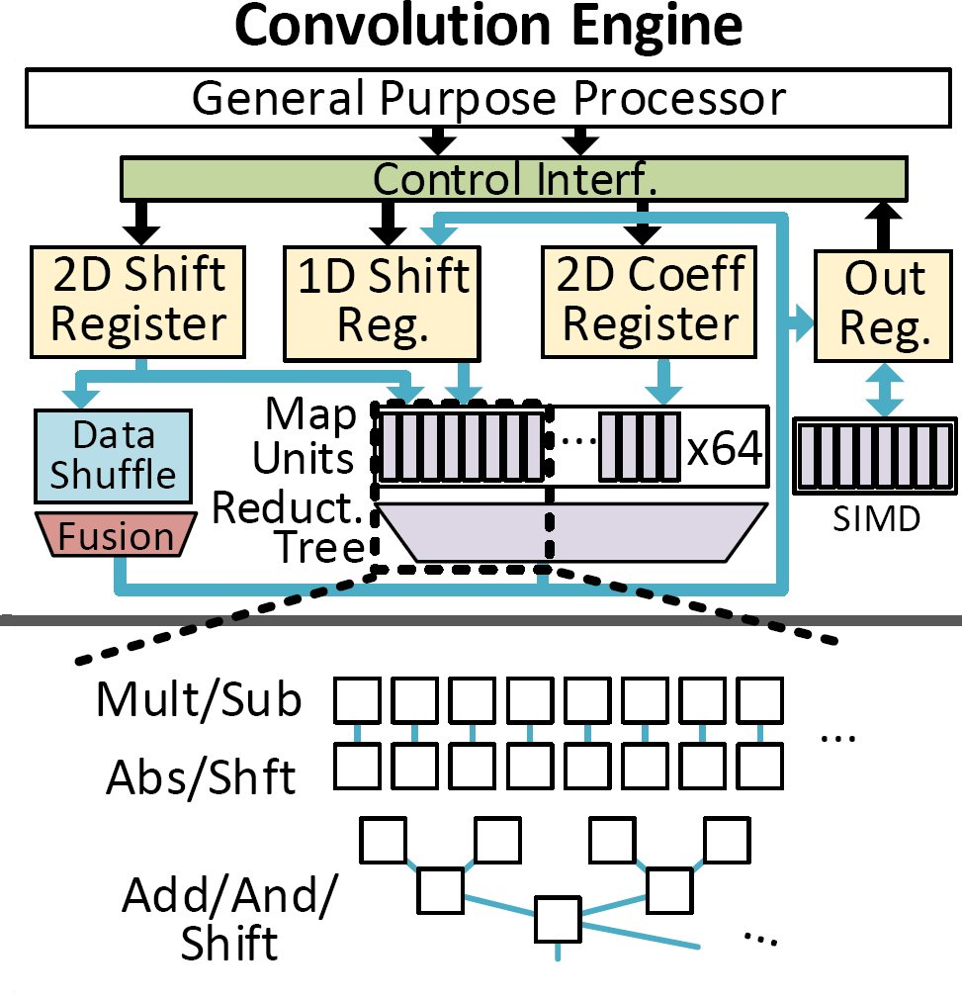 Convolution Engine
General Purpose Processor
Control Interf.
2D Shift
Register
1D Shift
Reg.
2D Coeff
Register
Out
Reg.
Data
Shuffle
Fusion
Map
Units
...
x64
Reduct.
Tree
SIMD
Mult/Sub
...
Abs/Shft
Add/And/
Shift
...